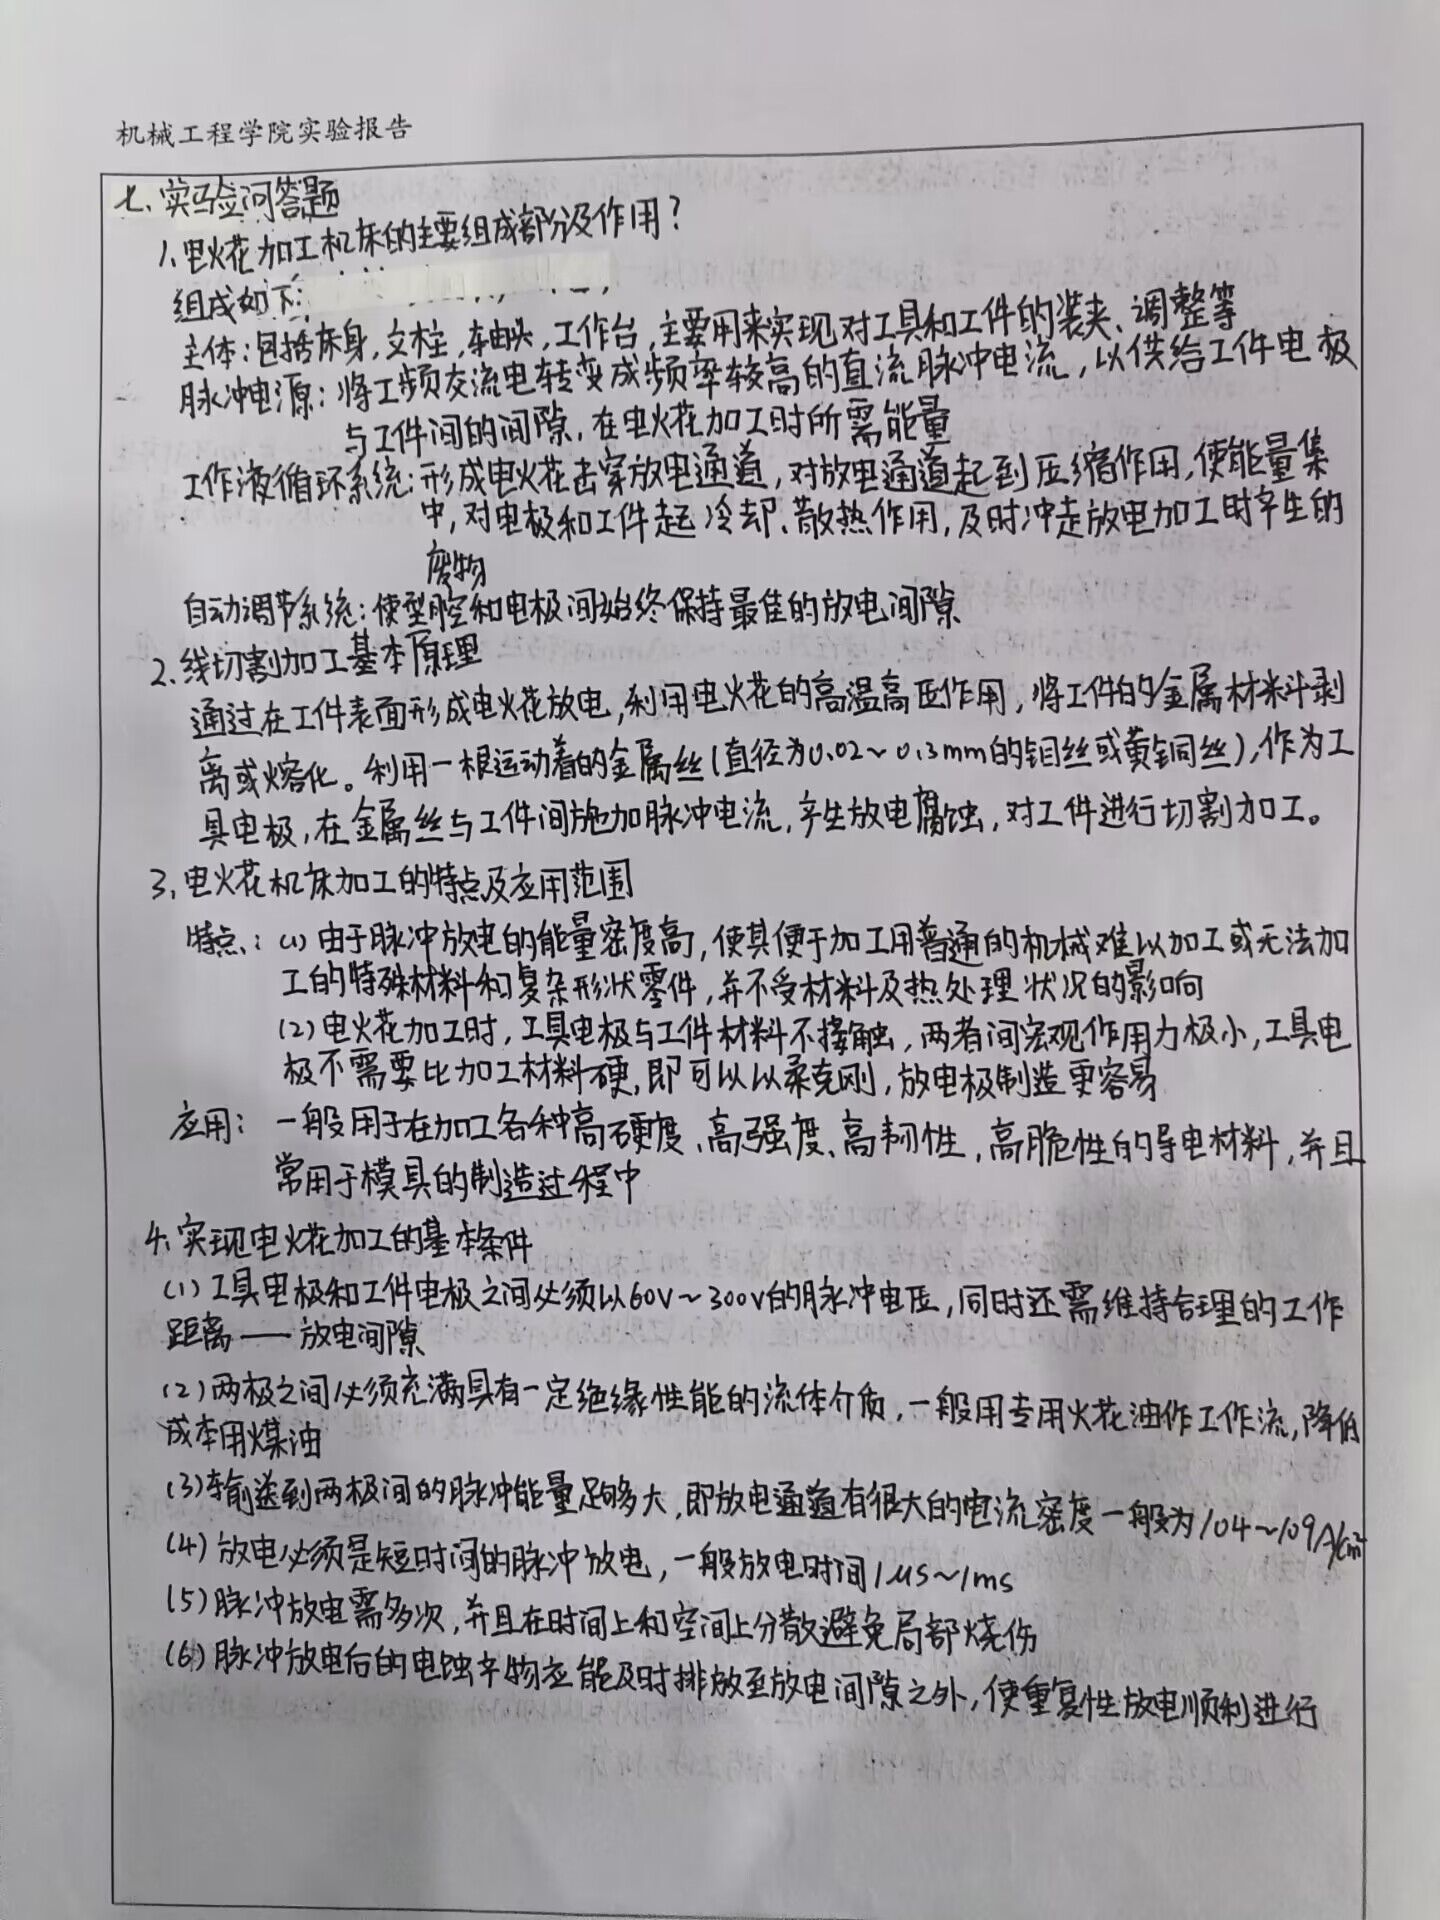 机械工程学院实验报告
七、实验问答题
1、电火花加工机床的主要组成部分及作用？
组成如下：
主体：包括床身，立柱，轴头，工作台，主要用来实现对工具和工件的装夹、调整等
脉冲电源：将工频交流电转变成频率较高的直流脉冲电流，以供给工件电极
与工件间的间隙，在电火花加工时所需能量
工作液循环系统：形成电火花击穿放电通道，对放电通道起到压缩作用，使能量集
中，对电极和工件起冷却、散热作用，及时冲走放电加工时产生的
废物
自动调节系统：使型腔和电极间始终保持最佳的放电间隙
2、线切割加工基本原理
通过在工件表面形成电火花放电，利用电火花的高温高压作用，将工件的金属材料剥
离或熔化。利用一根运动着的金属丝（直径为0.02~0.3mm的钼丝或黄铜丝），作为工
具电极，在金属丝与工件间施加脉冲电流，产生放电腐蚀，对工件进行切割加工。
3、电火花机床加工的特点及应用范围
特点：（1）由于脉冲放电的能量密度高，使其便于加工用普通的机械难以加工或无法加
工的特殊材料和复杂形状零件，并不受材料及热处理状况的影响
（2）电火花加工时，工具电极与工件材料不接触，两者间宏观作用力极小，工具电
极不需要比加工材料硬，即可以以柔克刚，放电极制造更容易
应用：一般用于在加工各种高硬度、高强度、高韧性，高脆性的导电材料，并且
常用于模具的制造过程中
4、实现电火花加工的基本条件
（1）工具电极和工件电极之间必须以60V~300V的脉冲电压，同时还需维持合理的工作
距离——放电间隙
（2）两极之间必须充满具有一定绝缘性能的流体介质，一般用专用火花油作工作流，降低
成本用煤油
（3）输送到两极间的脉冲能量足够大，即放电通道有很大的电流密度一般为104~109A/cm²
（4）放电必须是短时间的脉冲放电，一般放电时间1μs~1ms
（5）脉冲放电需多次，并且在时间上和空间上分散避免局部烧伤
（6）脉冲放电后的电蚀产物应能及时排放至放电间隙之外，使重复性放电顺利进行